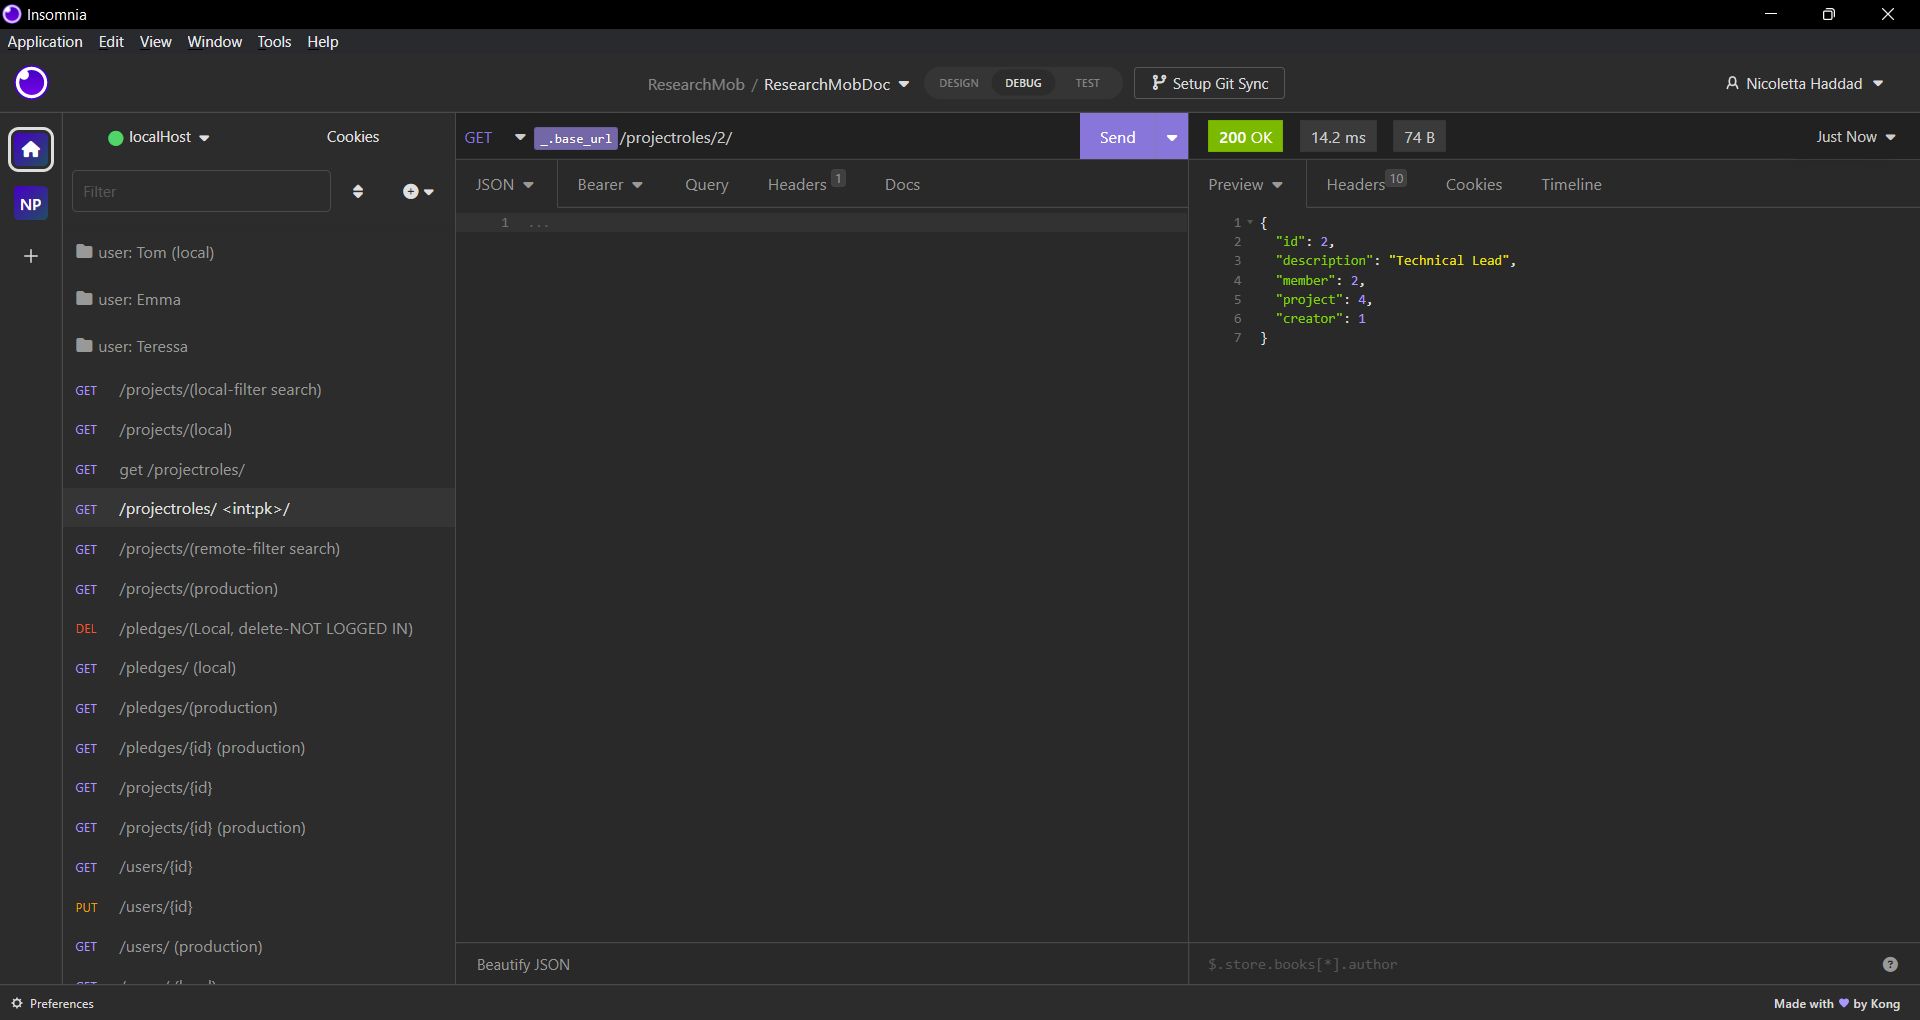 Insomnia
Application Edit View Window Tools Help
ResearchMob / ResearchMobDoc DESIGN DEBUG TEST Setup Git Sync Nicoletta Haddad
localHost Cookies
GET _.base_url /projectroles/2/ Send
200 OK 14.2 ms 74 B Just Now
JSON Bearer Query Headers 1 Docs
Preview Headers 10 Cookies Timeline
Filter
NP
user: Tom (local)
user: Emma
user: Teressa
GET /projects/(local-filter search)
GET /projects/(local)
GET get /projectroles/
GET /projectroles/ <int:pk>/
GET /projects/(remote-filter search)
GET /projects/(production)
DEL /pledges/(Local, delete-NOT LOGGED IN)
GET /pledges/ (local)
GET /pledges/(production)
GET /pledges/{id} (production)
GET /projects/{id}
GET /projects/{id} (production)
GET /users/{id}
PUT /users/{id}
GET /users/ (production)
1 ...
1 {
2 "id": 2,
3 "description": "Technical Lead",
4 "member": 2,
5 "project": 4,
6 "creator": 1
7 }
Beautify JSON
$.store.books[*].author
?
Preferences
Made with 💜 by Kong